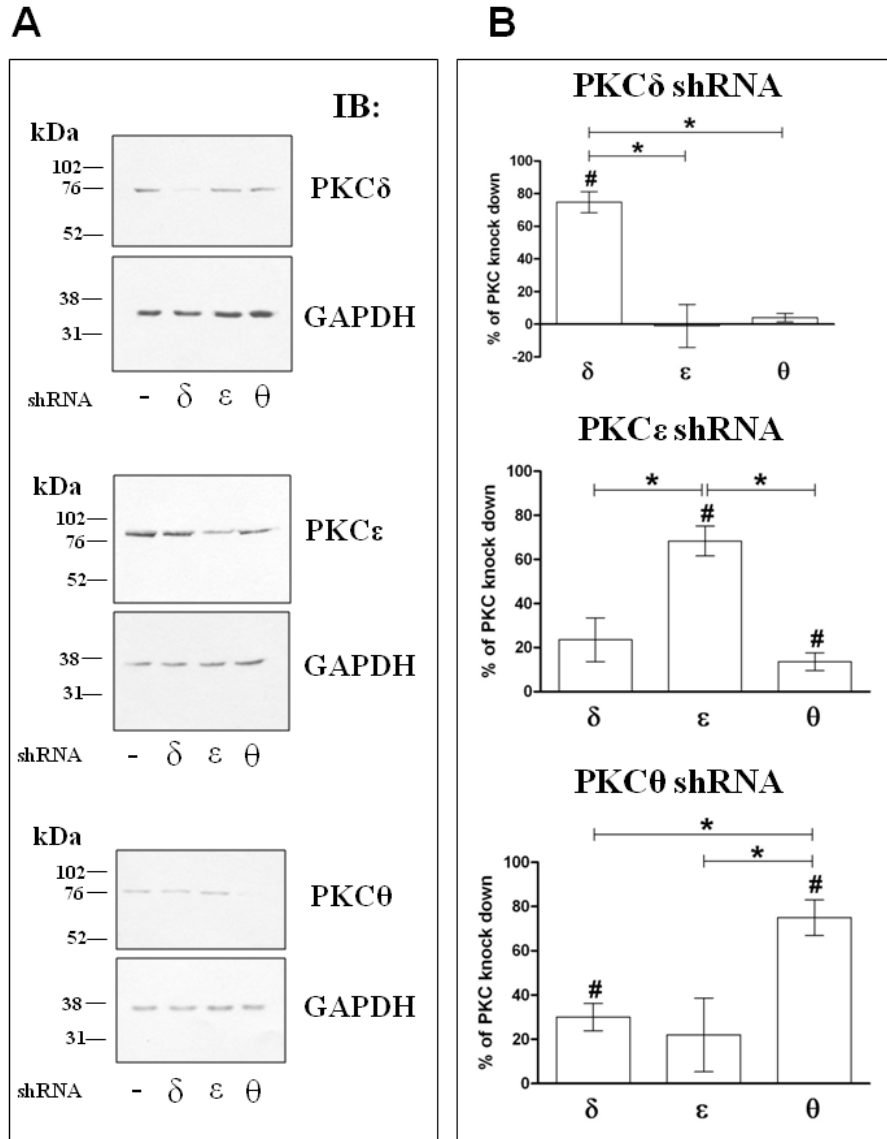 A
IB:
kDa
102
76
52
PKCδ
38
31
GAPDH
shRNA - δ ε θ
kDa
102
76
52
PKCε
38
31
GAPDH
shRNA - δ ε θ
kDa
102
76
52
PKCθ
38
31
GAPDH
shRNA - δ ε θ
B
PKCδ shRNA
* 
*
#
% of PKC knock down
100
80
60
40
20
0
-20
δ ε θ
PKCε shRNA
* *
#
#
% of PKC knock down
100
80
60
40
20
0
δ ε θ
PKCθ shRNA
*
*
#
#
% of PKC knock down
100
80
60
40
20
0
δ ε θ